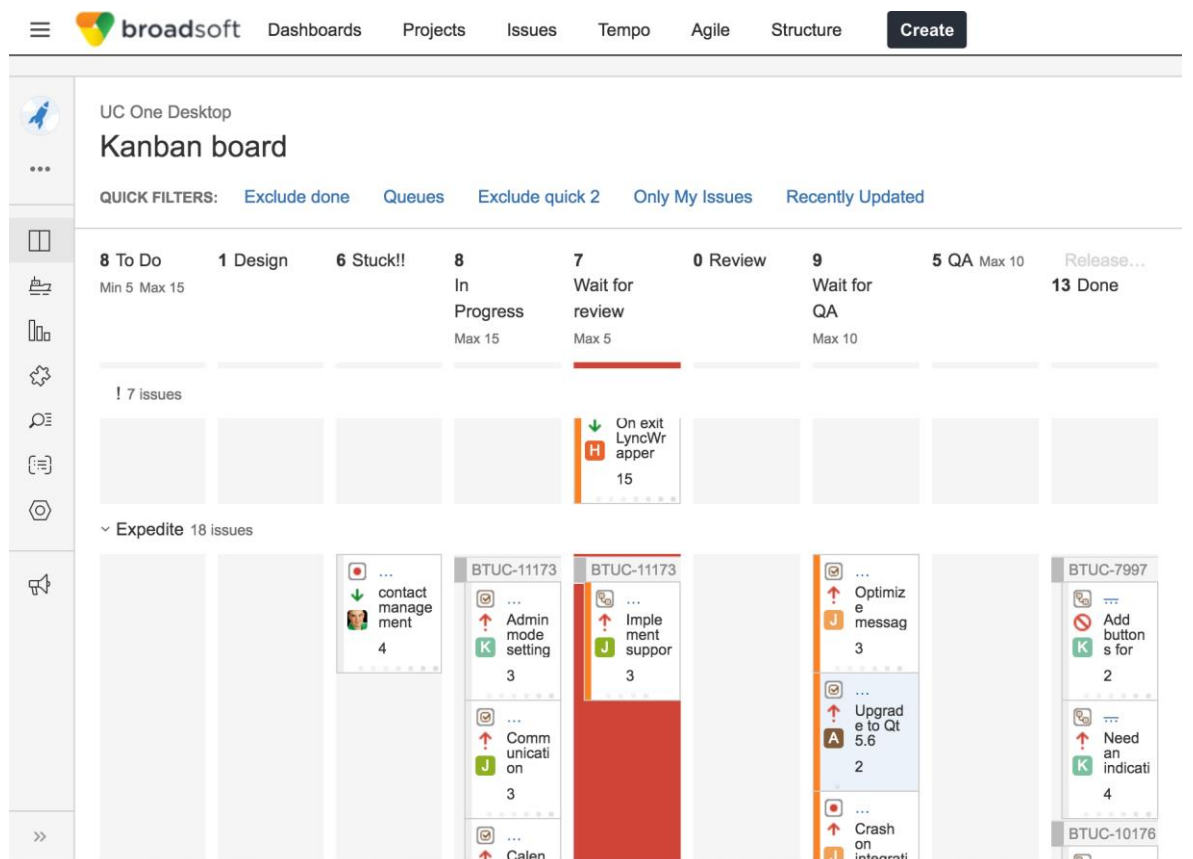 broadsoft Dashboards Projects Issues Tempo Agile Structure Create
UC One Desktop
Kanban board
QUICK FILTERS: Exclude done Queues Exclude quick 2 Only My Issues Recently Updated
8 To Do
Min 5 Max 15
1 Design
6 Stuck!!
8
In
Progress
Max 15
7
Wait for
review
Max 5
0 Review
9
Wait for
QA
Max 10
5 QA Max 10
Release...
13 Done
! 7 issues
On exit
LyncWr
apper
H
15
Expedite 18 issues
...
contact
manage
ment
4
BTUC-11173
...
Admin
mode
setting
K
3
...
Comm
unicati
on
J
3
...
Calen
BTUC-11173
...
Imple
ment
suppor
J
3
...
Optimiz
e
messag
J
3
...
Upgrad
e to Qt
5.6
A
2
...
Crash
on
integrati
J
BTUC-7997
...
Add
button
s for
K
2
...
Need
an
indicati
K
4
BTUC-10176